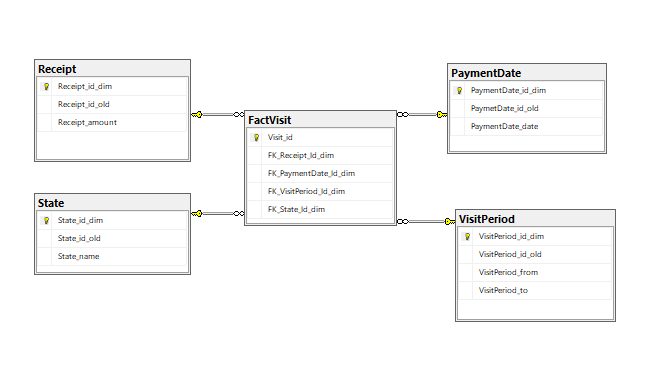 Receipt
Receipt_id_dim
Receipt_id_old
Receipt_amount
PaymentDate
PaymentDate_id_dim
PaymetDate_id_old
PaymentDate_date
FactVisit
Visit_id
FK_Receipt_Id_dim
FK_PaymentDate_Id_dim
FK_VisitPeriod_Id_dim
FK_State_Id_dim
State
State_id_dim
State_id_old
State_name
VisitPeriod
VisitPeriod_id_dim
VisitPeriod_id_old
VisitPeriod_from
VisitPeriod_to